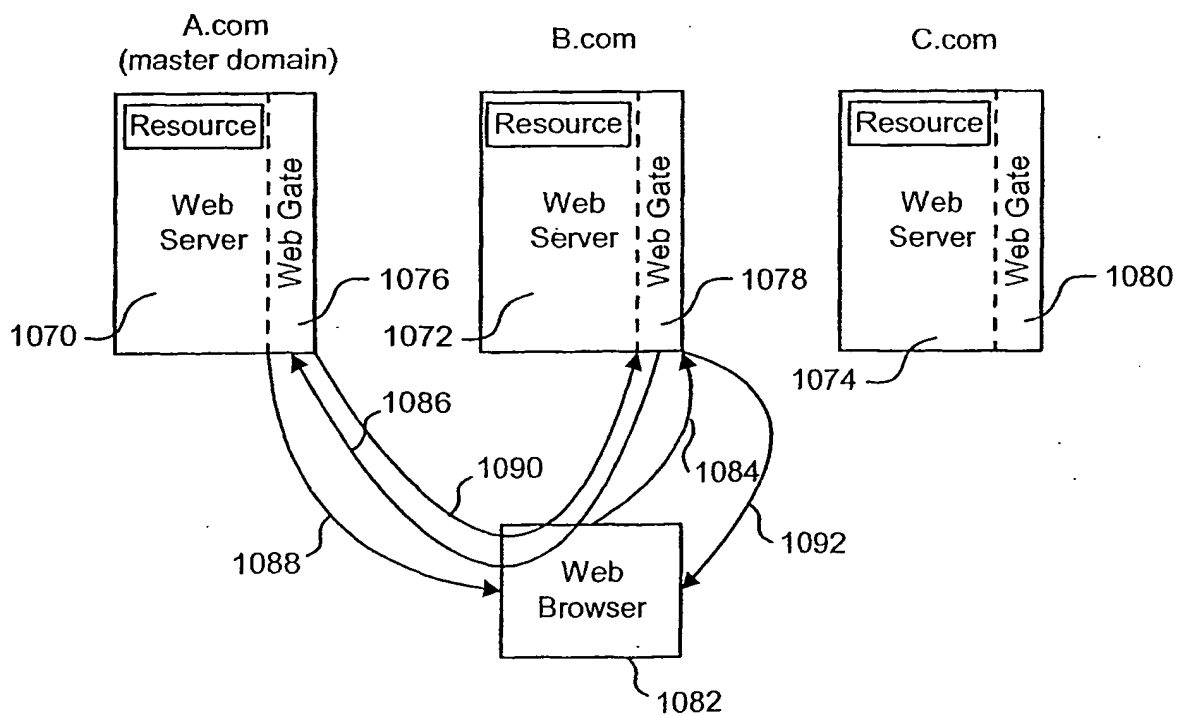 A.com
(master domain)
B.com
C.com
Resource
Web
Server
Web Gate
Resource
Web
Server
Web Gate
Resource
Web
Server
Web Gate
1076
1078
1080
1070
1072
1074
1086
1090
1084
1088
1092
Web
Browser
1082